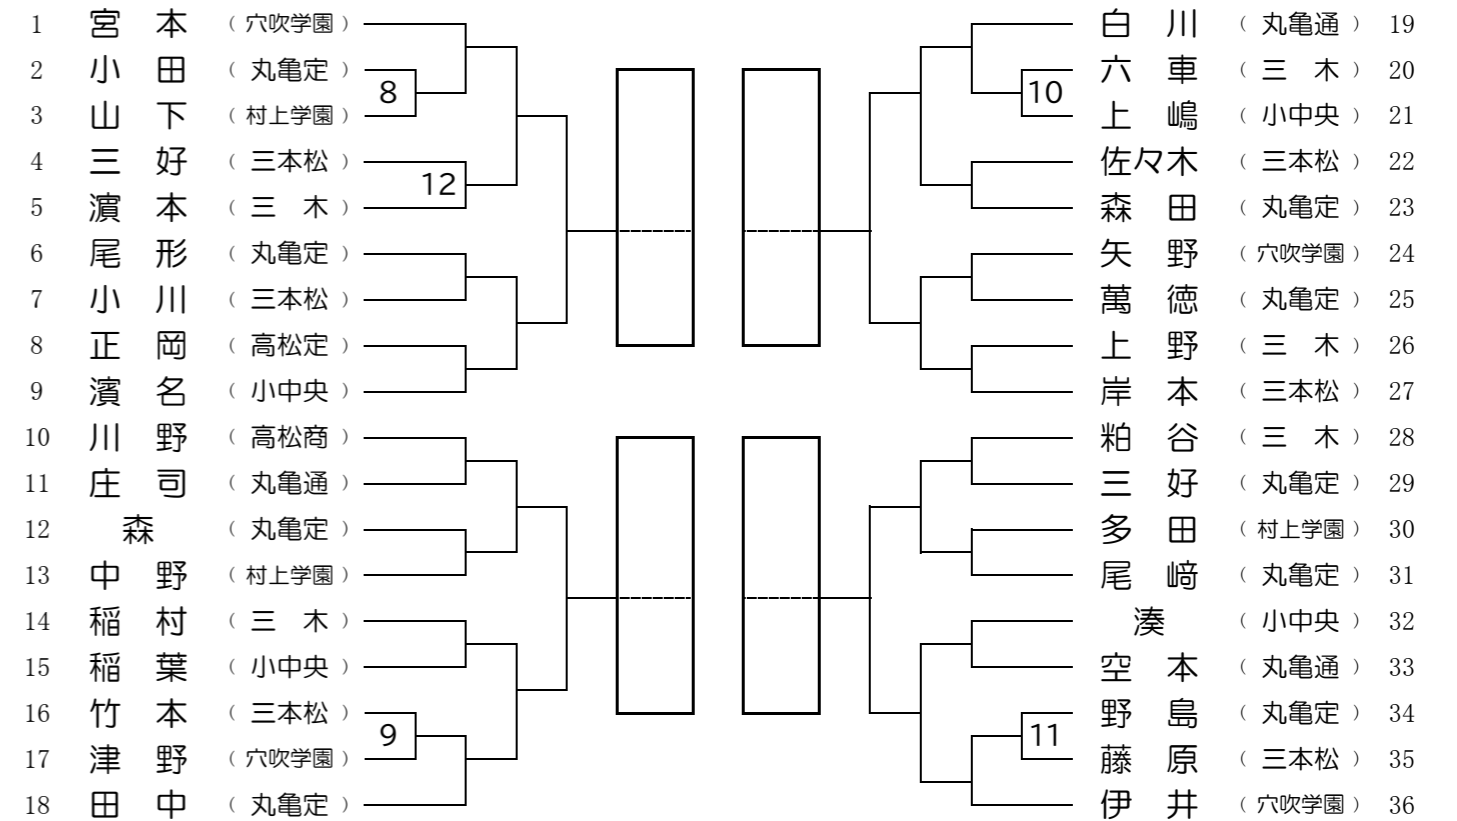 1 宮 本 （ 穴吹学園 ）
2 小 田 （ 丸亀定 ）
8
3 山 下 （ 村上学園 ）
4 三 好 （ 三本松 ）
12
5 濵 本 （ 三 木 ）
6 尾 形 （ 丸亀定 ）
7 小 川 （ 三本松 ）
8 正 岡 （ 高松定 ）
9 濱 名 （ 小中央 ）
10 川 野 （ 高松商 ）
11 庄 司 （ 丸亀通 ）
12 森 （ 丸亀定 ）
13 中 野 （ 村上学園 ）
14 稲 村 （ 三 木 ）
15 稲 葉 （ 小中央 ）
16 竹 本 （ 三本松 ）
9
17 津 野 （ 穴吹学園 ）
18 田 中 （ 丸亀定 ）
白 川 （ 丸亀通 ） 19
六 車 （ 三 木 ） 20
10
上 嶋 （ 小中央 ） 21
佐々木 （ 三本松 ） 22
森 田 （ 丸亀定 ） 23
矢 野 （ 穴吹学園 ） 24
萬 徳 （ 丸亀定 ） 25
上 野 （ 三 木 ） 26
岸 本 （ 三本松 ） 27
粕 谷 （ 三 木 ） 28
三 好 （ 丸亀定 ） 29
多 田 （ 村上学園 ） 30
尾 﨑 （ 丸亀定 ） 31
湊 （ 小中央 ） 32
空 本 （ 丸亀通 ） 33
野 島 （ 丸亀定 ） 34
11
藤 原 （ 三本松 ） 35
伊 井 （ 穴吹学園 ） 36